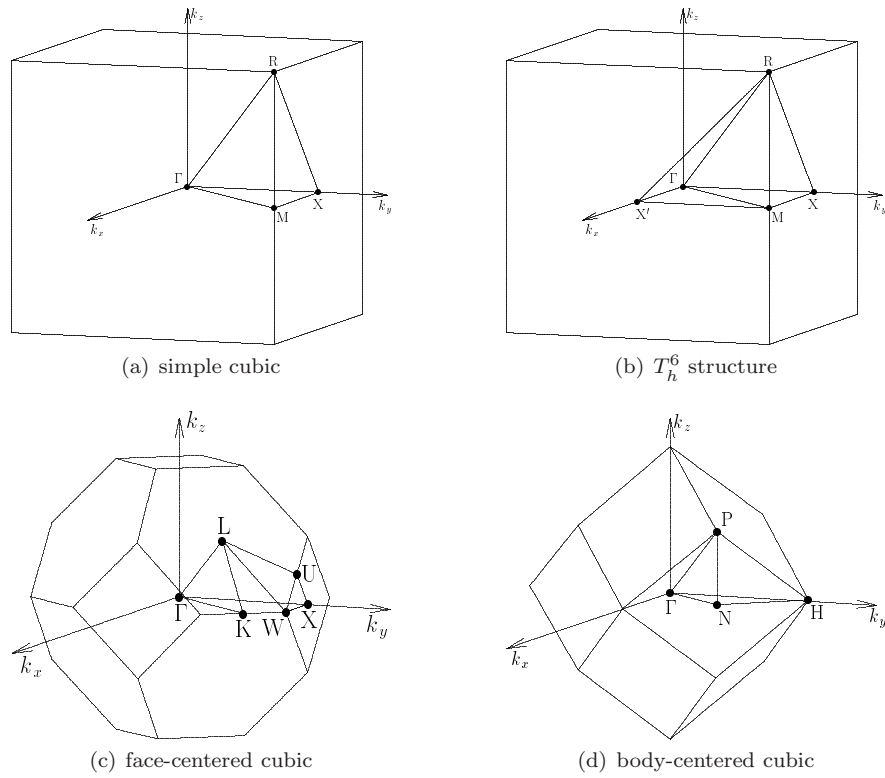 k_z
R
Γ
M
X
k_y
k_x
(a) simple cubic
k_z
R
Γ
X′
M
X
k_y
k_x
(b) T_h^6 structure
k_z
L
U
Γ
K
W
X
k_y
k_x
(c) face-centered cubic
k_z
P
Γ
N
H
k_y
k_x
(d) body-centered cubic